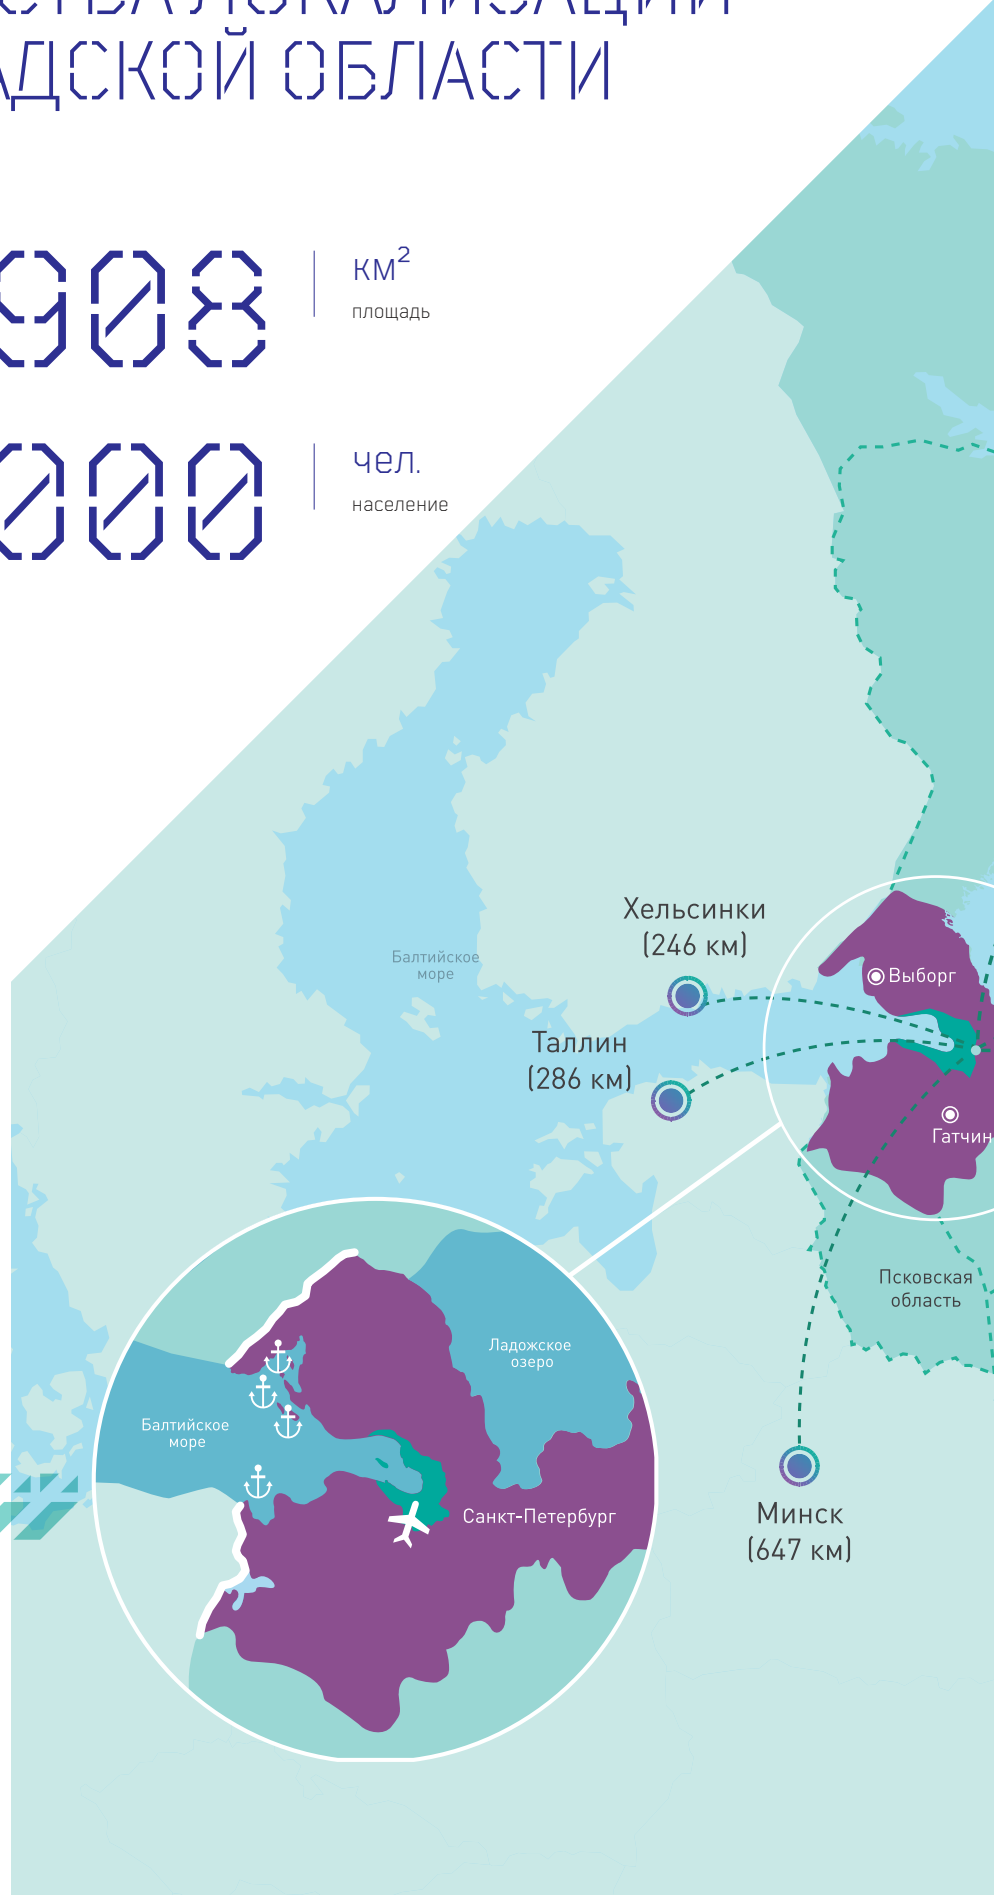 ЛОКАЛИЗАЦИИ
ОБЛАСТИ
908
км²
площадь
000
чел.
население
Хельсинки
(246 км)
Балтийское
море
Выборг
Таллин
(286 км)
Гатчин
Псковская
область
Ладожское
озеро
Балтийское
море
Санкт-Петербург
Минск
(647 км)